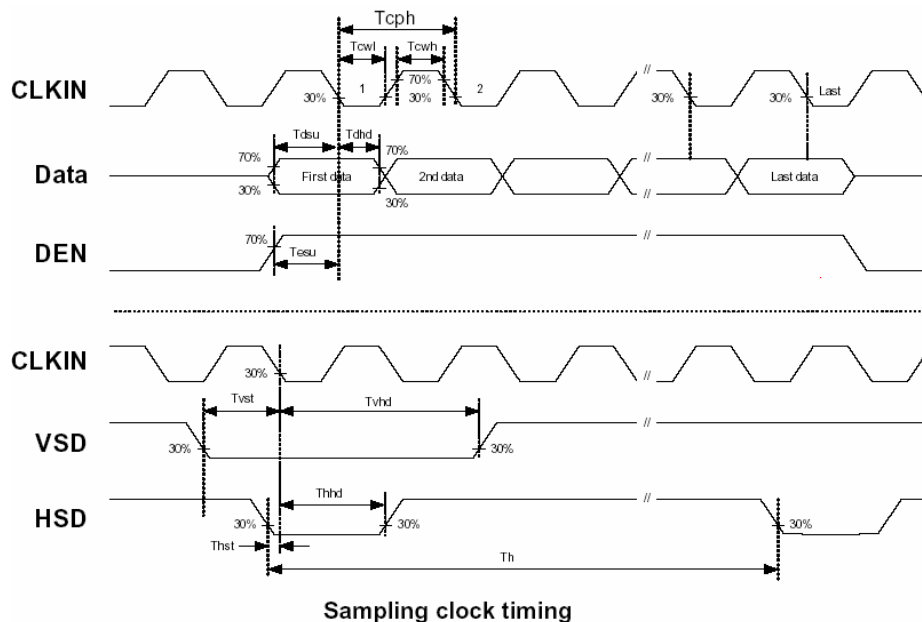 Tcph
Tcwl Tcwh
CLKIN 30% 1 70% 30% 2 // 30% 30% Last
Tdsu Tdhd
70% 70%
Data First data 2nd data // Last data
30% 30%
DEN 70% Tesu //
CLKIN 30% //
Tvst Tvhd
VSD 30% 30% //
Thhd
HSD 30% 30% // 30%
Thst
Th
Sampling clock timing